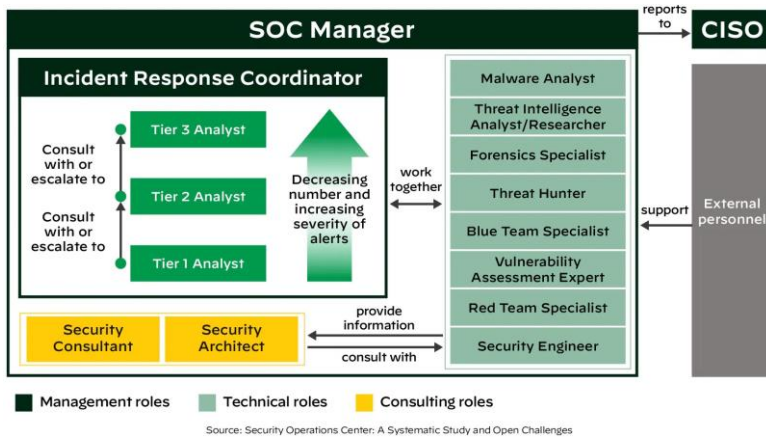 SOC Manager
reports
to
CISO
Incident Response Coordinator
Tier 3 Analyst
Consult
with or
escalate to
Tier 2 Analyst
Consult
with or
escalate to
Tier 1 Analyst
Decreasing
number and
increasing
severity of
alerts
work
together
Malware Analyst
Threat Intelligence
Analyst/Researcher
Forensics Specialist
Threat Hunter
Blue Team Specialist
Vulnerability
Assessment Expert
Red Team Specialist
Security Engineer
support
External
personnel
Security
Consultant
Security
Architect
provide
information
consult with
Management roles
Technical roles
Consulting roles
Source: Security Operations Center: A Systematic Study and Open Challenges